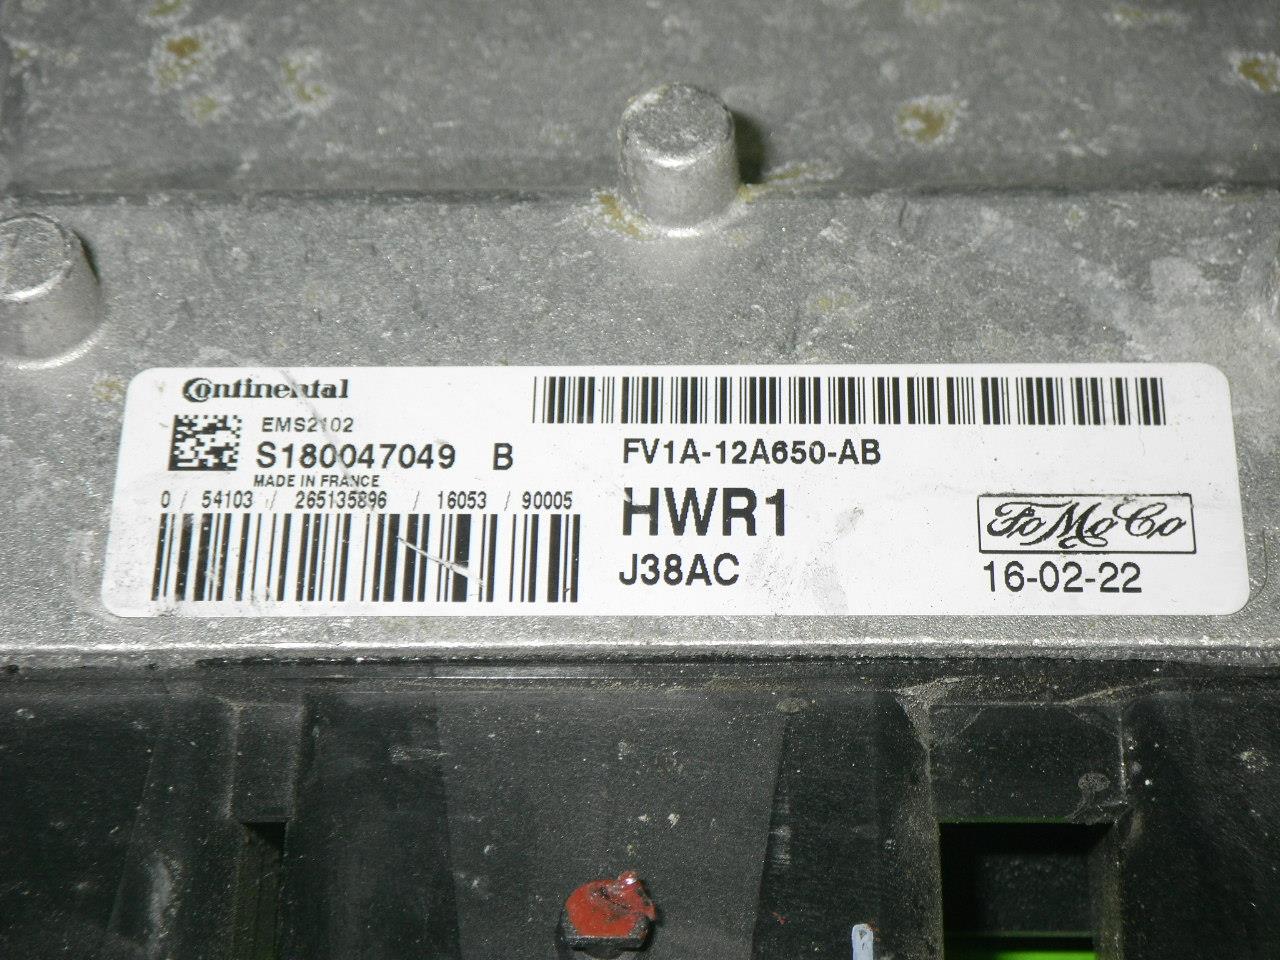 Continental
EMS2102
S180047049 B
MADE IN FRANCE
0 / 54103 / 265135896 / 16053 / 90005
FV1A-12A650-AB
HWR1
J38AC
FoMoCo
16-02-22